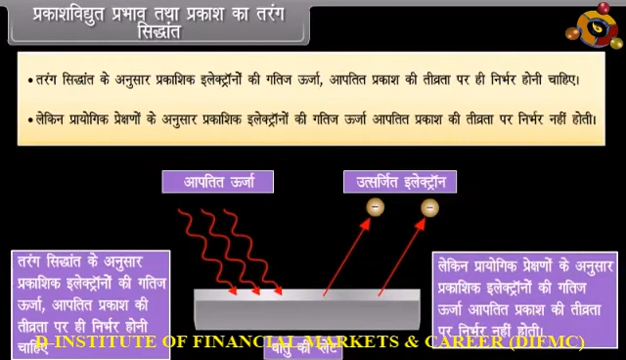 प्रकाशविद्युत प्रभाव तथा प्रकाश का तरंग
सिद्धांत
• तरंग सिद्धांत के अनुसार प्रकाशिक इलेक्ट्रॉनों की गतिज ऊर्जा, आपतित प्रकाश की तीव्रता पर ही निर्भर होनी चाहिए।
• लेकिन प्रायोगिक प्रेक्षणों के अनुसार प्रकाशिक इलेक्ट्रॉनों की गतिज ऊर्जा आपतित प्रकाश की तीव्रता पर निर्भर नहीं होती।
आपतित ऊर्जा
उत्सर्जित इलेक्ट्रॉन
तरंग सिद्धांत के अनुसार
प्रकाशिक इलेक्ट्रॉनों की गतिज
ऊर्जा, आपतित प्रकाश की
तीव्रता पर ही निर्भर होनी
चाहिए
लेकिन प्रायोगिक प्रेक्षणों के अनुसार
प्रकाशिक इलेक्ट्रॉनों की गतिज
ऊर्जा आपतित प्रकाश की तीव्रता
पर निर्भर नहीं होती।
D-INSTITUTE OF FINANCIAL MARKETS & CAREER (DIFMC)
धातु की प्लेट